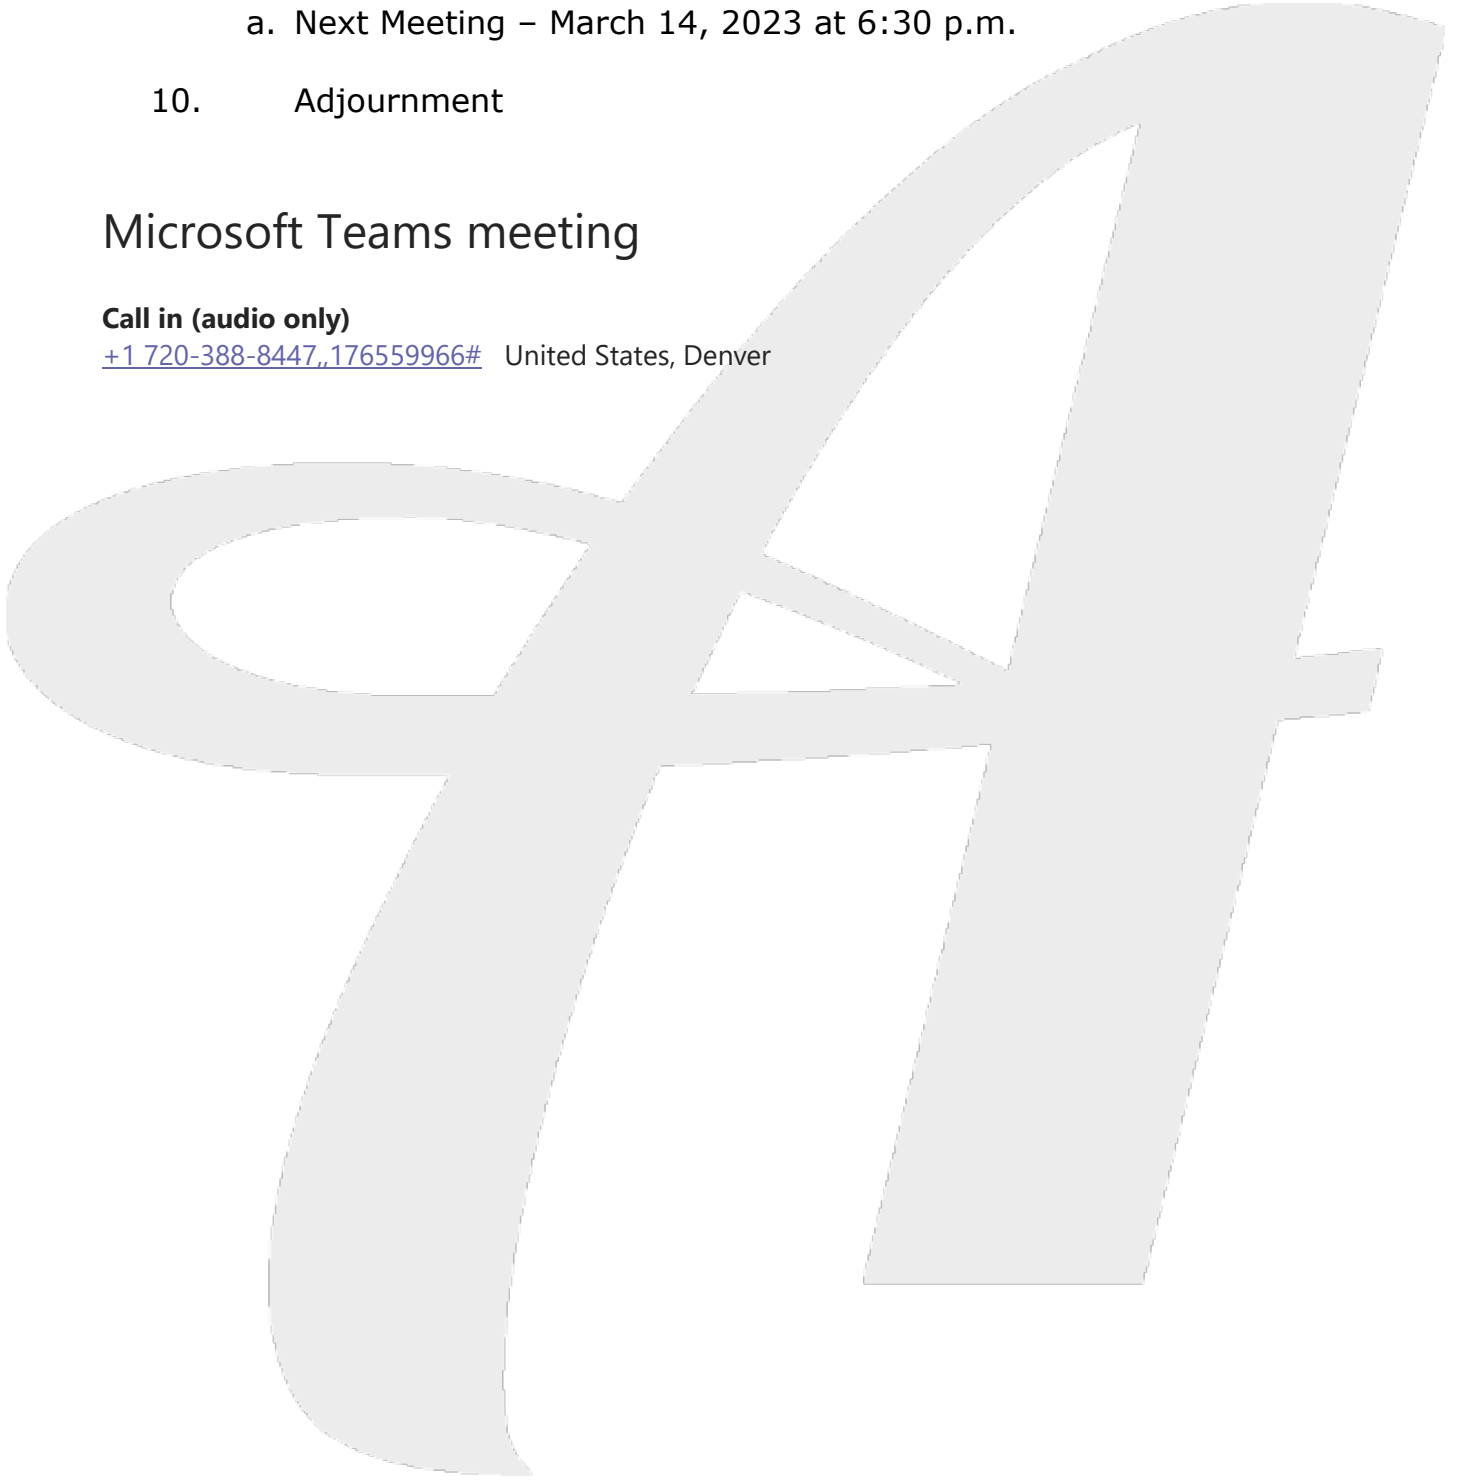 a. Next Meeting – March 14, 2023 at 6:30 p.m.
10. Adjournment
Microsoft Teams meeting
Call in (audio only)
+1 720-388-8447,,176559966# United States, Denver
A